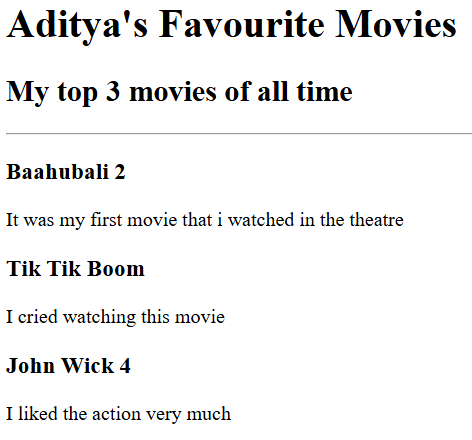 Aditya's Favourite Movies
My top 3 movies of all time
Baahubali 2
It was my first movie that i watched in the theatre
Tik Tik Boom
I cried watching this movie
John Wick 4
I liked the action very much